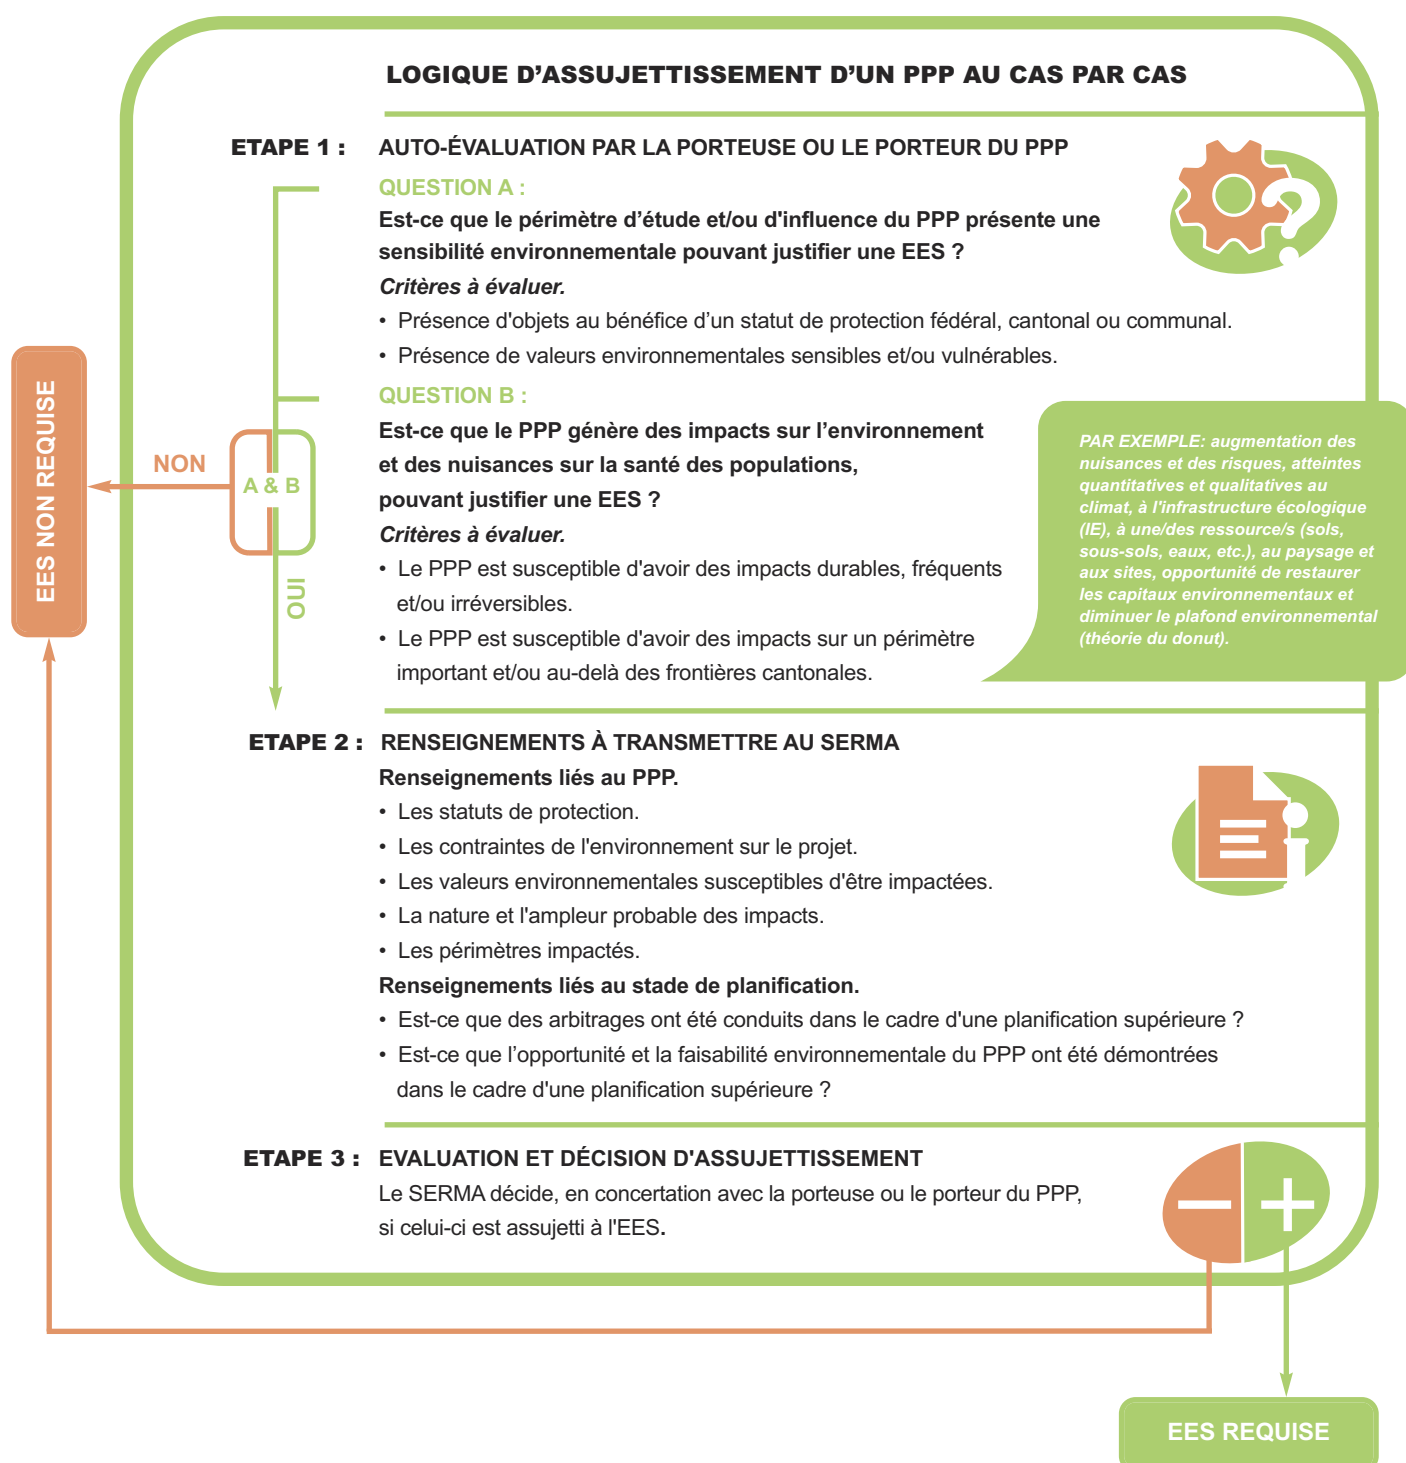 LOGIQUE D’ASSUJETTISSEMENT D’UN PPP AU CAS PAR CAS
ETAPE 1 : AUTO-ÉVALUATION PAR LA PORTEUSE OU LE PORTEUR DU PPP
QUESTION A :
Est-ce que le périmètre d’étude et/ou d'influence du PPP présente une
sensibilité environnementale pouvant justifier une EES ?
Critères à évaluer.
• Présence d'objets au bénéfice d’un statut de protection fédéral, cantonal ou communal.
• Présence de valeurs environnementales sensibles et/ou vulnérables.
QUESTION B :
Est-ce que le PPP génère des impacts sur l’environnement
et des nuisances sur la santé des populations,
pouvant justifier une EES ?
Critères à évaluer.
• Le PPP est susceptible d'avoir des impacts durables, fréquents
et/ou irréversibles.
• Le PPP est susceptible d'avoir des impacts sur un périmètre
important et/ou au-delà des frontières cantonales.
PAR EXEMPLE: augmentation des
nuisances et des risques, atteintes
quantitatives et qualitatives au
climat, à l'infrastructure écologique
(IE), à une/des ressource/s (sols,
sous-sols, eaux, etc.), au paysage et
aux sites, opportunité de restaurer
les capitaux environnementaux et
diminuer le plafond environnemental
(théorie du donut).
A & B
NON
OUI
EES NON REQUISE
ETAPE 2 : RENSEIGNEMENTS À TRANSMETTRE AU SERMA
Renseignements liés au PPP.
• Les statuts de protection.
• Les contraintes de l'environnement sur le projet.
• Les valeurs environnementales susceptibles d'être impactées.
• La nature et l'ampleur probable des impacts.
• Les périmètres impactés.
Renseignements liés au stade de planification.
• Est-ce que des arbitrages ont été conduits dans le cadre d'une planification supérieure ?
• Est-ce que l’opportunité et la faisabilité environnementale du PPP ont été démontrées
dans le cadre d'une planification supérieure ?
ETAPE 3 : EVALUATION ET DÉCISION D'ASSUJETTISSEMENT
Le SERMA décide, en concertation avec la porteuse ou le porteur du PPP,
si celui-ci est assujetti à l'EES.
EES REQUISE